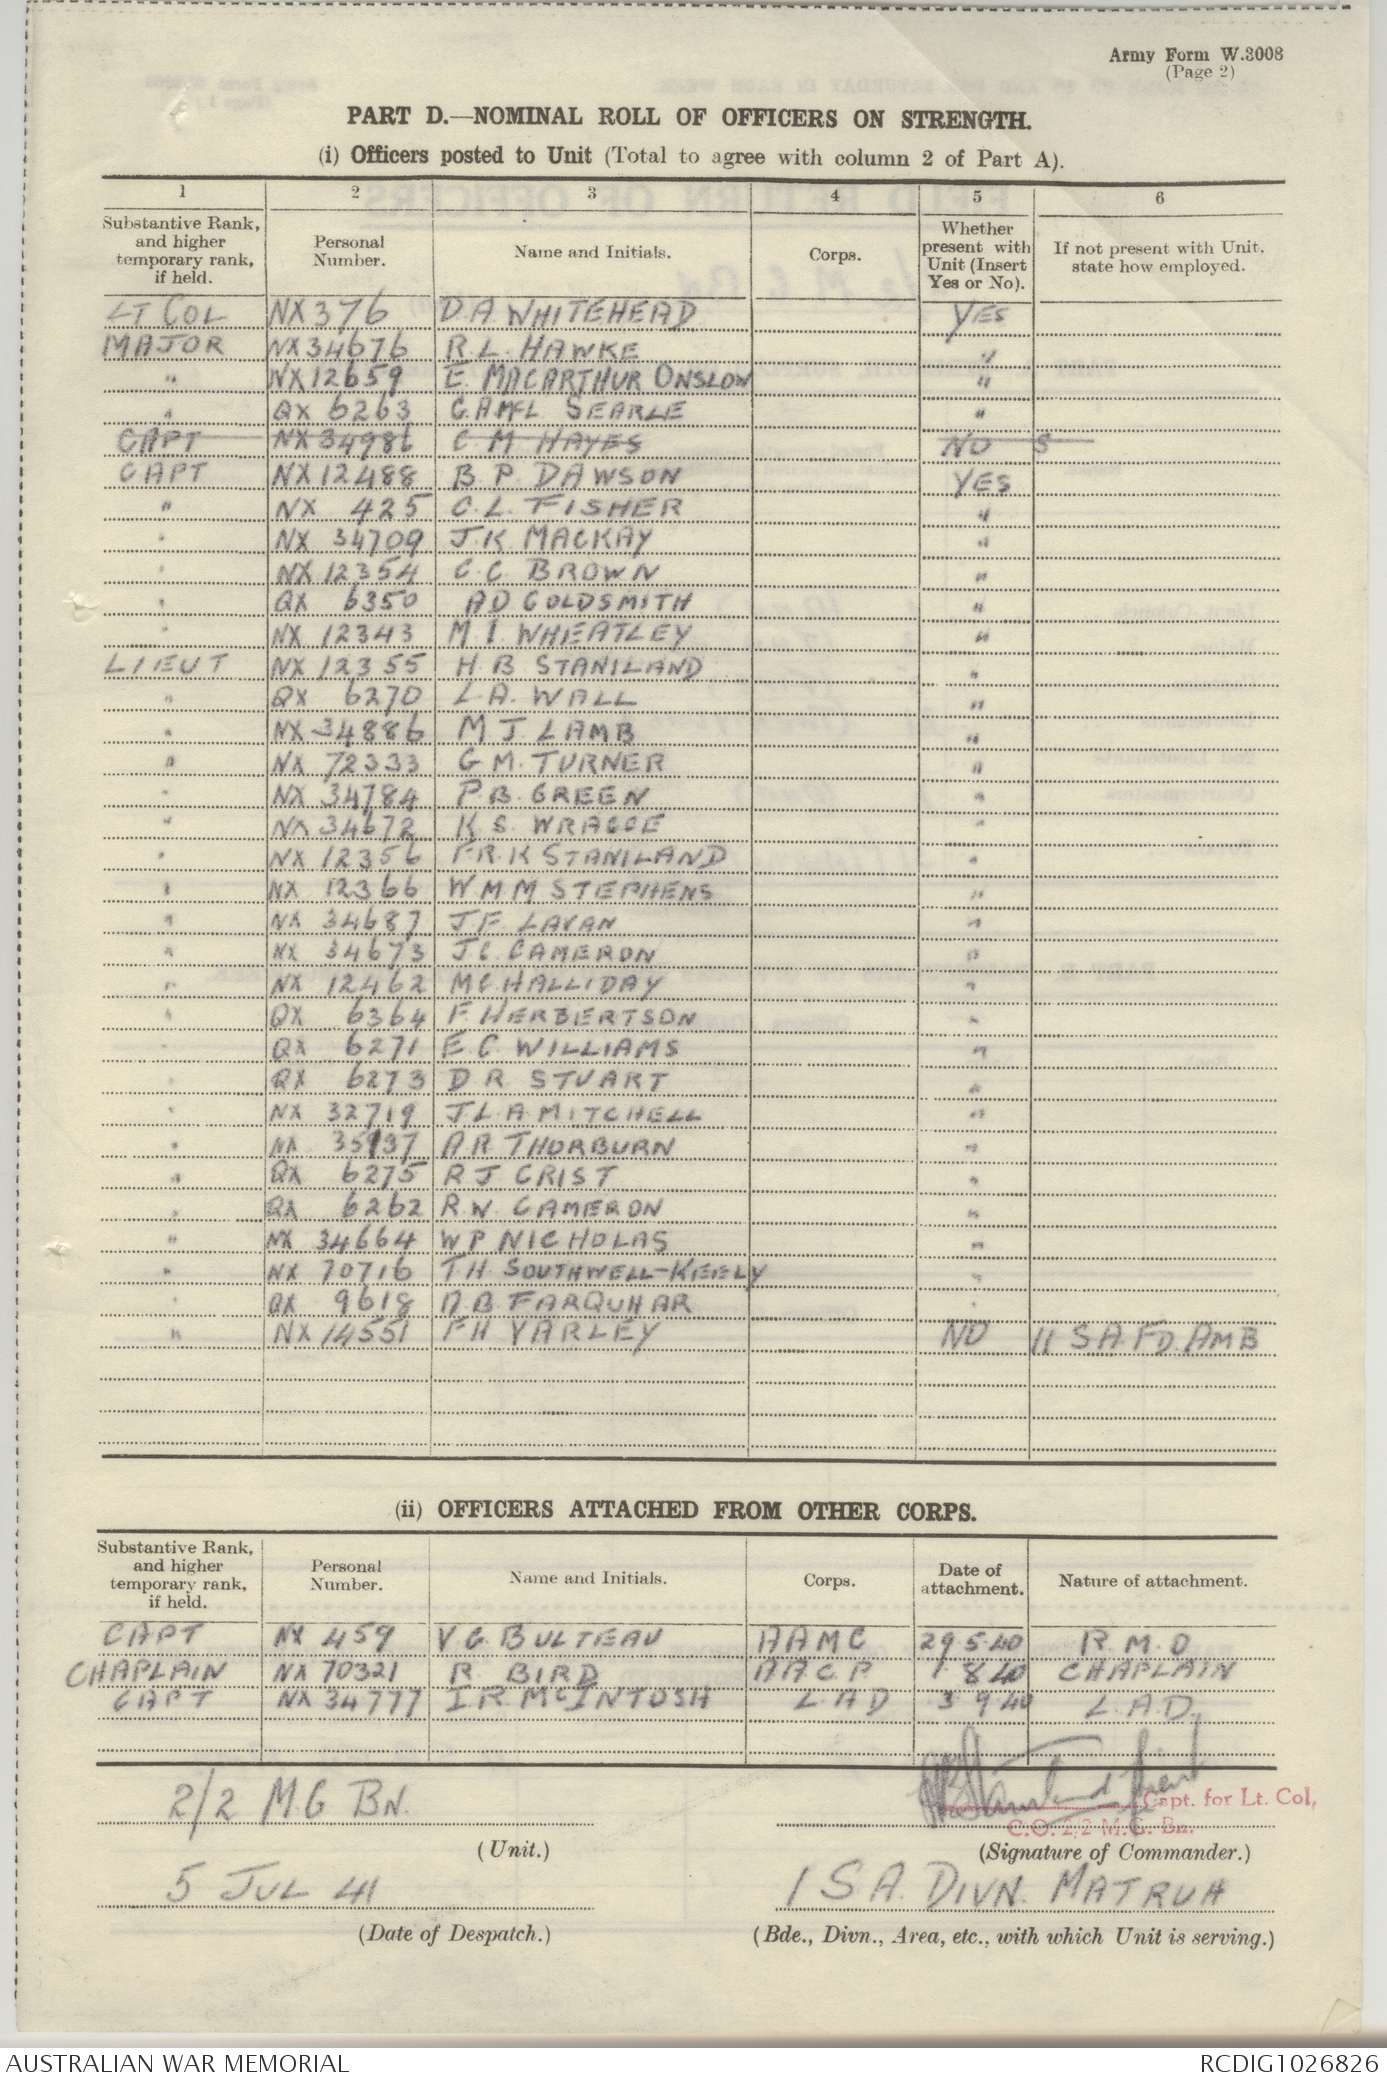 Army Form W.3008
(Page 2)
PART D.—NOMINAL ROLL OF OFFICERS ON STRENGTH.
(i) Officers posted to Unit (Total to agree with column 2 of Part A).
1 2 3 4 5 6
Substantive Rank, and higher temporary rank, if held. Personal Number. Name and Initials. Corps. Whether present with Unit (Insert Yes or No). If not present with Unit, state how employed.
LT COL NX 376 D.A. WHITEHEAD YES
MAJOR NX 34676 R.L. HAWKE "
" NX 12659 E. MACARTHUR ONSLOW "
" QX 6263 C.A.McL SEARLE "
CAPT NX 34986 C M HAYES NO S
CAPT NX 12488 B. P. DAWSON YES
" NX 425 C. L. FISHER "
" NX 34709 J. K. MACKAY "
" NX 12354 C. C. BROWN "
" QX 6350 A D GOLDSMITH "
" NX 12343 M. I. WHEATLEY "
LIEUT NX 12355 H B STANILAND "
" QX 6270 L. A. WALL "
" NX 34886 M J LAMB "
" NX 72333 G M. TURNER "
" NX 34784 P. B. GREEN "
" NX 34672 K S. WRAGGE "
" NX 12356 F.R.K STANILAND "
" NX 12366 W M M STEPHENS "
" NX 34687 J.F. LAVAN "
" NX 34673 J C. CAMERON "
" NX 12462 M C. HALLIDAY "
" QX 6364 F. HERBERTSON "
" QX 6271 E. C. WILLIAMS "
" QX 6273 D. R. STUART "
" NX 32719 J. L. A. MITCHELL "
" NX 35937 A.R THORBURN "
" QX 6275 R J CRIST "
" QX 6262 R. W. CAMERON "
" NX 34664 W P NICHOLAS "
" NX 70716 T.H. SOUTHWELL-KEELY "
" QX 9618 A. B. FARQUHAR "
" NX 14551 F H VARLEY NO 11 S A. FD. AMB
(ii) OFFICERS ATTACHED FROM OTHER CORPS.
Substantive Rank, and higher temporary rank, if held. Personal Number. Name and Initials. Corps. Date of attachment. Nature of attachment.
CAPT NX 459 V G. BULTEAU AAMC 29 5 40 R. M. O
CHAPLAIN NX 70321 R BIRD 1 8 40 CHAPLAIN
CAPT NX 34777 I R. McINTOSH L A D 3 9 40 L. A. D.
2/2 M.G BN. Capt. for Lt. Col,
C.O. 2/2 M.G. Bn.
(Unit.) (Signature of Commander.)
5 JUL 41 1 S A. DIVN. MATRUH
(Date of Despatch.) (Bde., Divn., Area, etc., with which Unit is serving.)
AUSTRALIAN WAR MEMORIAL RCDIG1026826